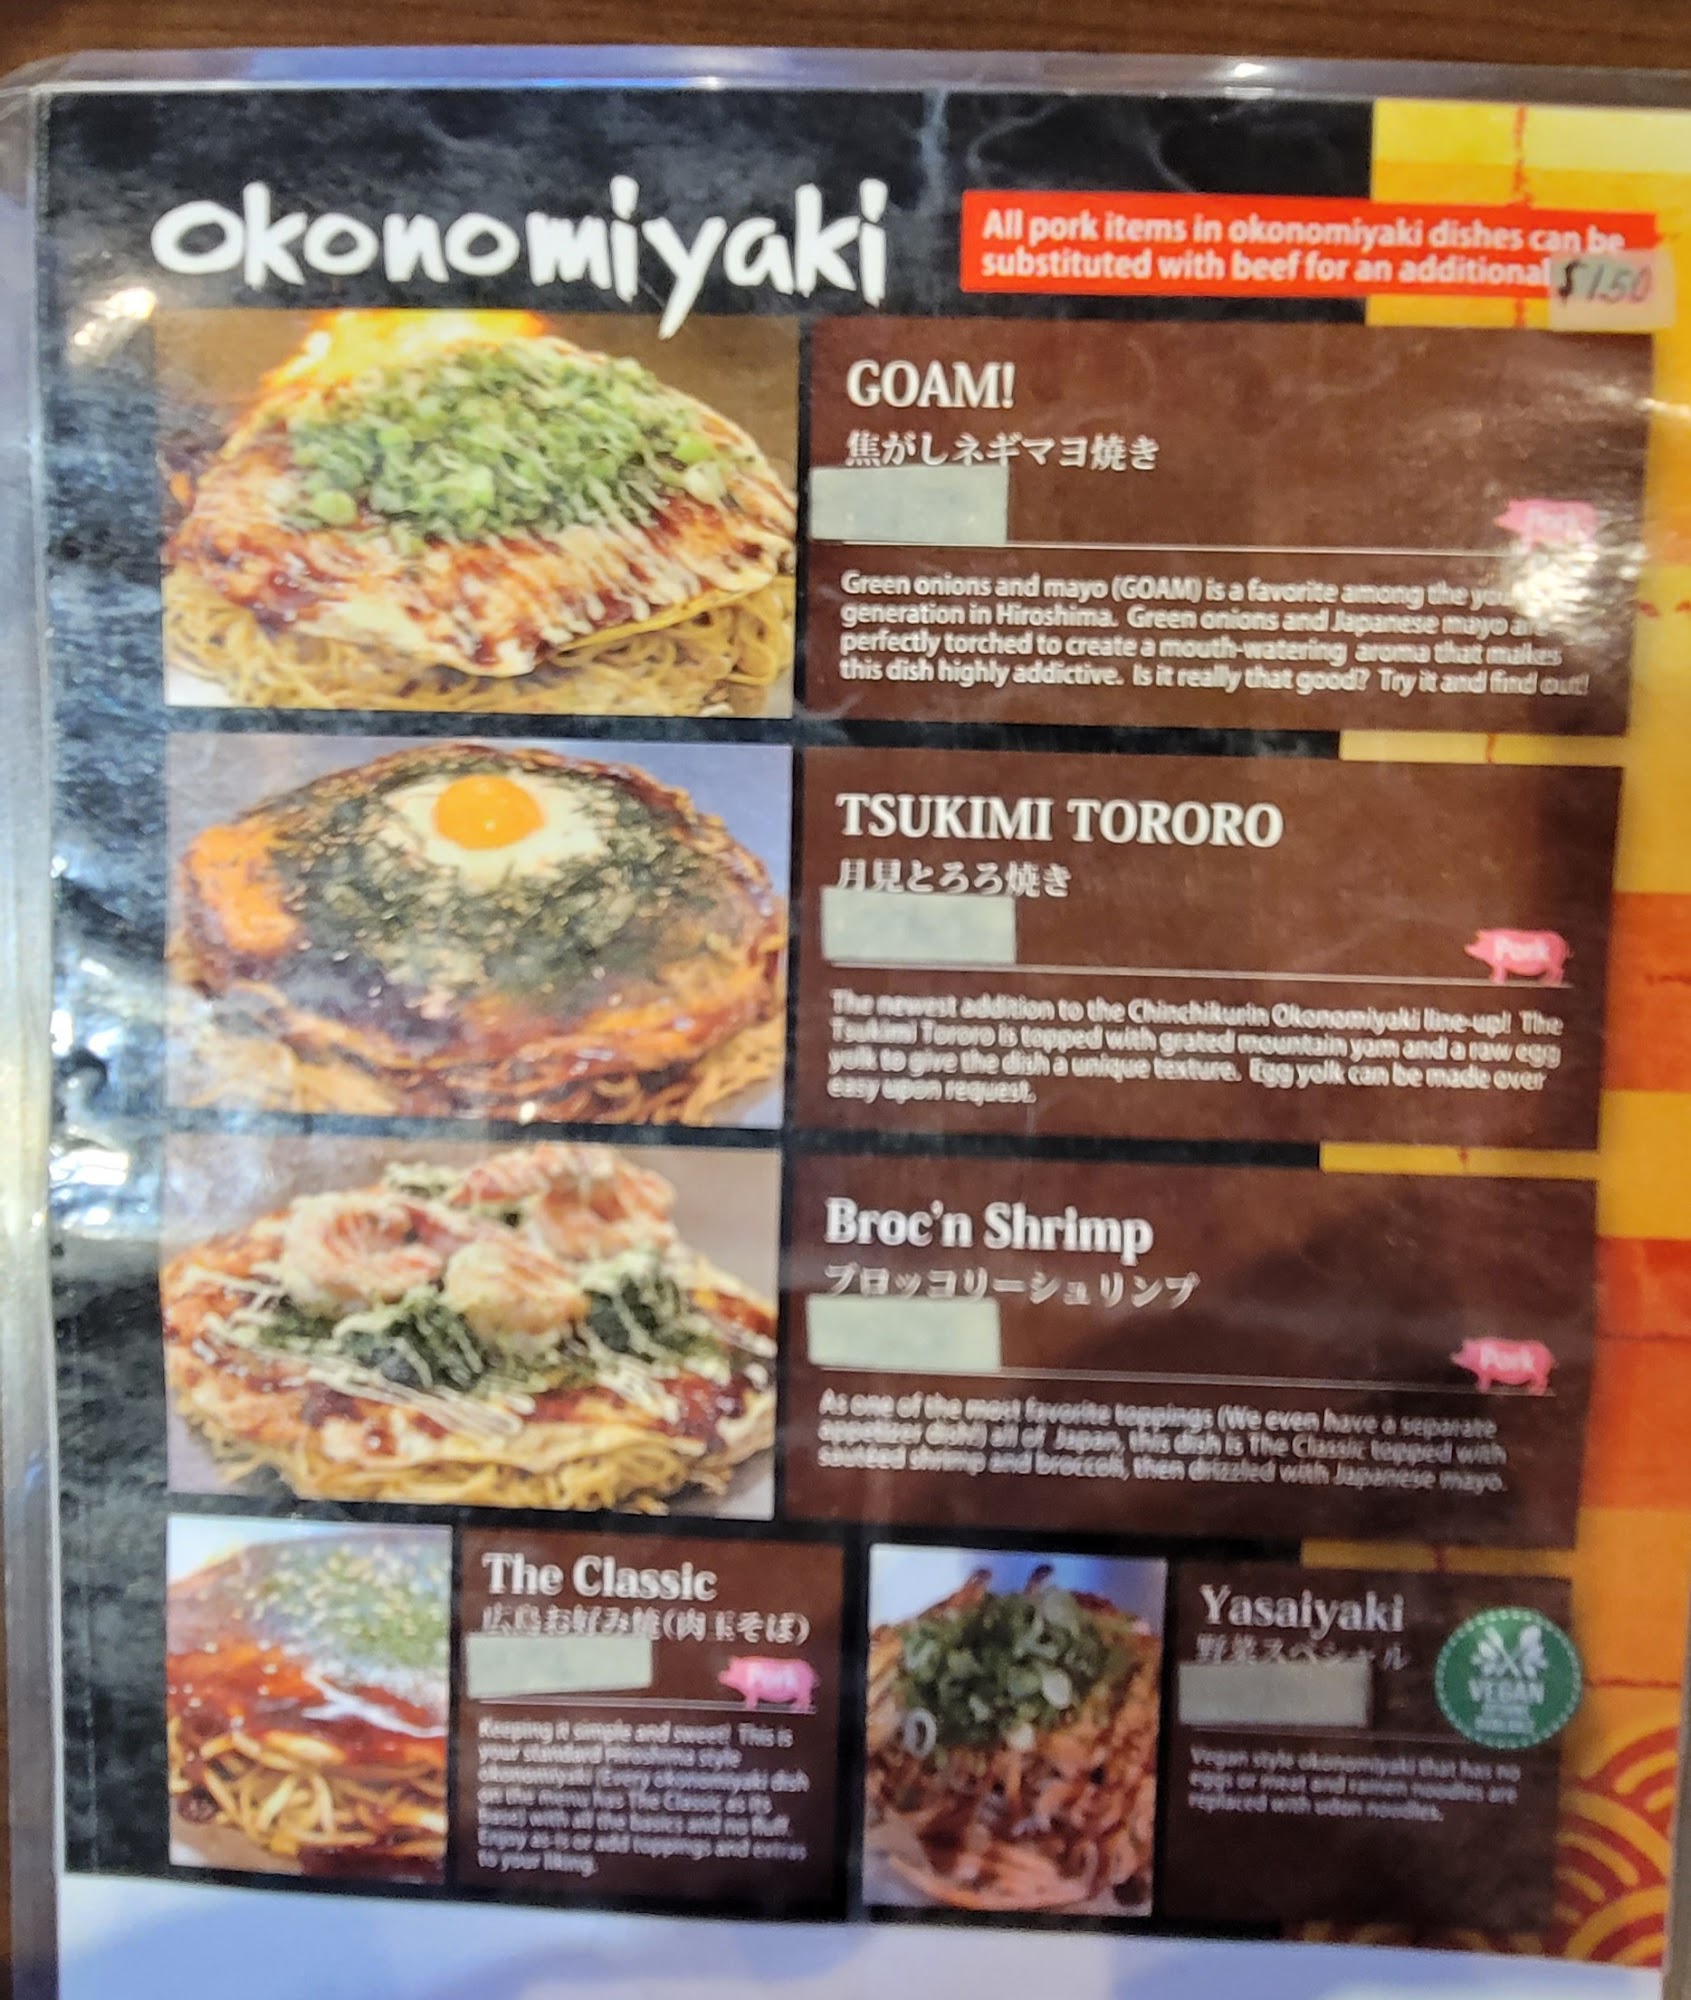 okonomiyaki
All pork items in okonomiyaki dishes can be
substituted with beef for an additional $1.50
GOAM!
焦がしネギマヨ焼き
Pork
Green onions and mayo (GOAM) is a favorite among the
generation in Hiroshima. Green onions and Japanese mayo
perfectly torched to create a mouth-watering aroma that makes
this dish highly addictive. Is it really that good? Try it and find out!
TSUKIMI TORORO
月見とろろ焼き
Pork
The newest addition to the Chinchikurin Okonomiyaki line-up! The
Tsukimi Tororo is topped with grated mountain yam and a raw egg
yolk to give the dish a unique texture. Egg yolk can be made over
easy upon request.
Broc'n Shrimp
ブロッコリーシュリンプ
Pork
As one of the most favorite toppings (We even have a separate
appetizer dish!) all of Japan, this dish is The Classic topped with
sauteed shrimp and broccoli, then drizzled with Japanese mayo.
The Classic
広島お好み焼(肉玉そば)
Pork
Keeping it simple and sweet! This is
your standard Hiroshima style
okonomiyaki (Every okonomiyaki dish
on the menu has The Classic as its
base) with all the basics and no fluff.
Enjoy as is or add toppings and extras
to your liking.
Yasaiyaki
野菜スペシャル
VEGAN
Vegan style okonomiyaki that has no
eggs or meat and ramen noodles are
replaced with udon noodles.